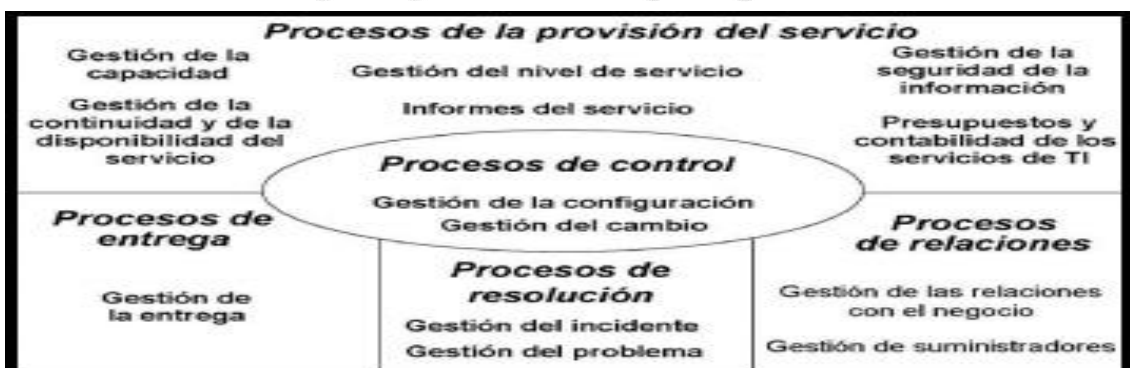 Procesos de la provisión del servicio
Gestión de la
capacidad
Gestión de la
continuidad y de la
disponibilidad del
servicio
Gestión del nivel de servicio
Informes del servicio
Gestión de la
seguridad de la
información
Presupuestos y
contabilidad de los
servicios de TI
Procesos de control
Gestión de la configuración
Gestión del cambio
Procesos de
entrega
Gestión de
la entrega
Procesos de
resolución
Gestión del incidente
Gestión del problema
Procesos
de relaciones
Gestión de las relaciones
con el negocio
Gestión de suministradores